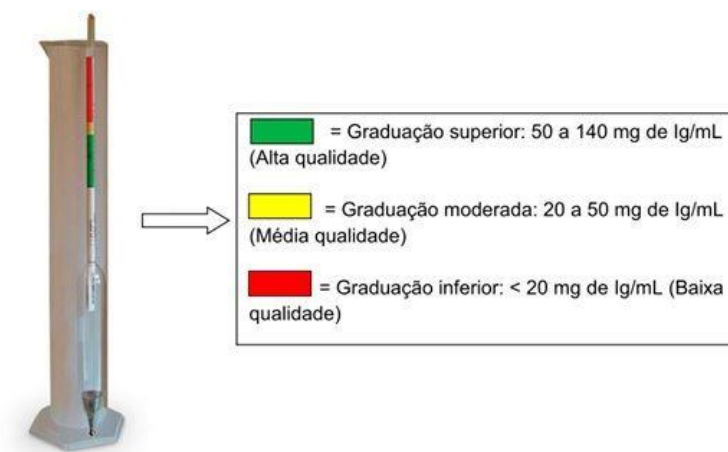 = Graduação superior: 50 a 140 mg de Ig/mL
(Alta qualidade)
= Graduação moderada: 20 a 50 mg de Ig/mL
(Média qualidade)
= Graduação inferior: < 20 mg de Ig/mL (Baixa
qualidade)